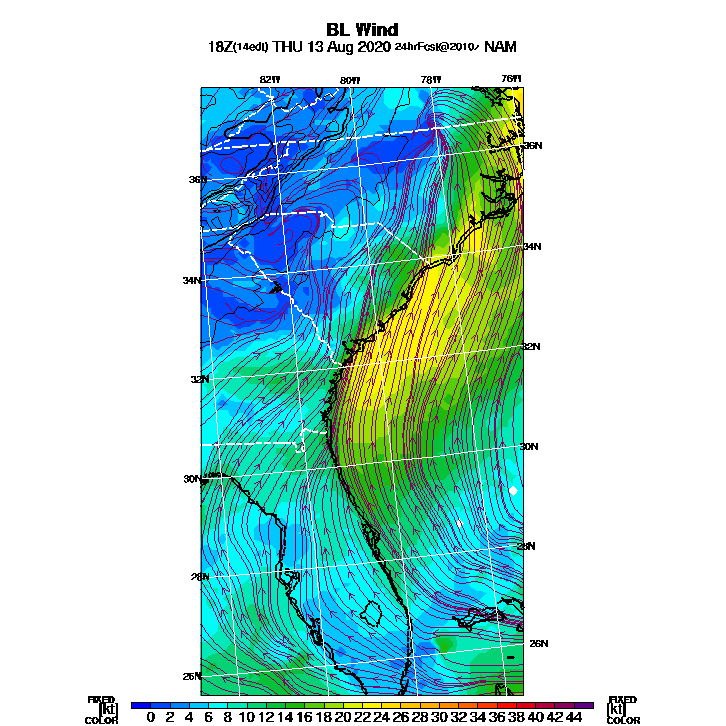 BL Wind
18Z(14edt) THU 13 Aug 2020 24hrFcst@2010z NAM
82W 80W 78W 76W
36N
36N
34N
34N
32N
32N
30N
30N
28N
28N
26N
26N
FIXED FIXED
[kt] 0 2 4 6 8 10 12 14 16 18 20 22 24 26 28 30 32 34 36 38 40 42 44 [kt]
COLOR COLOR